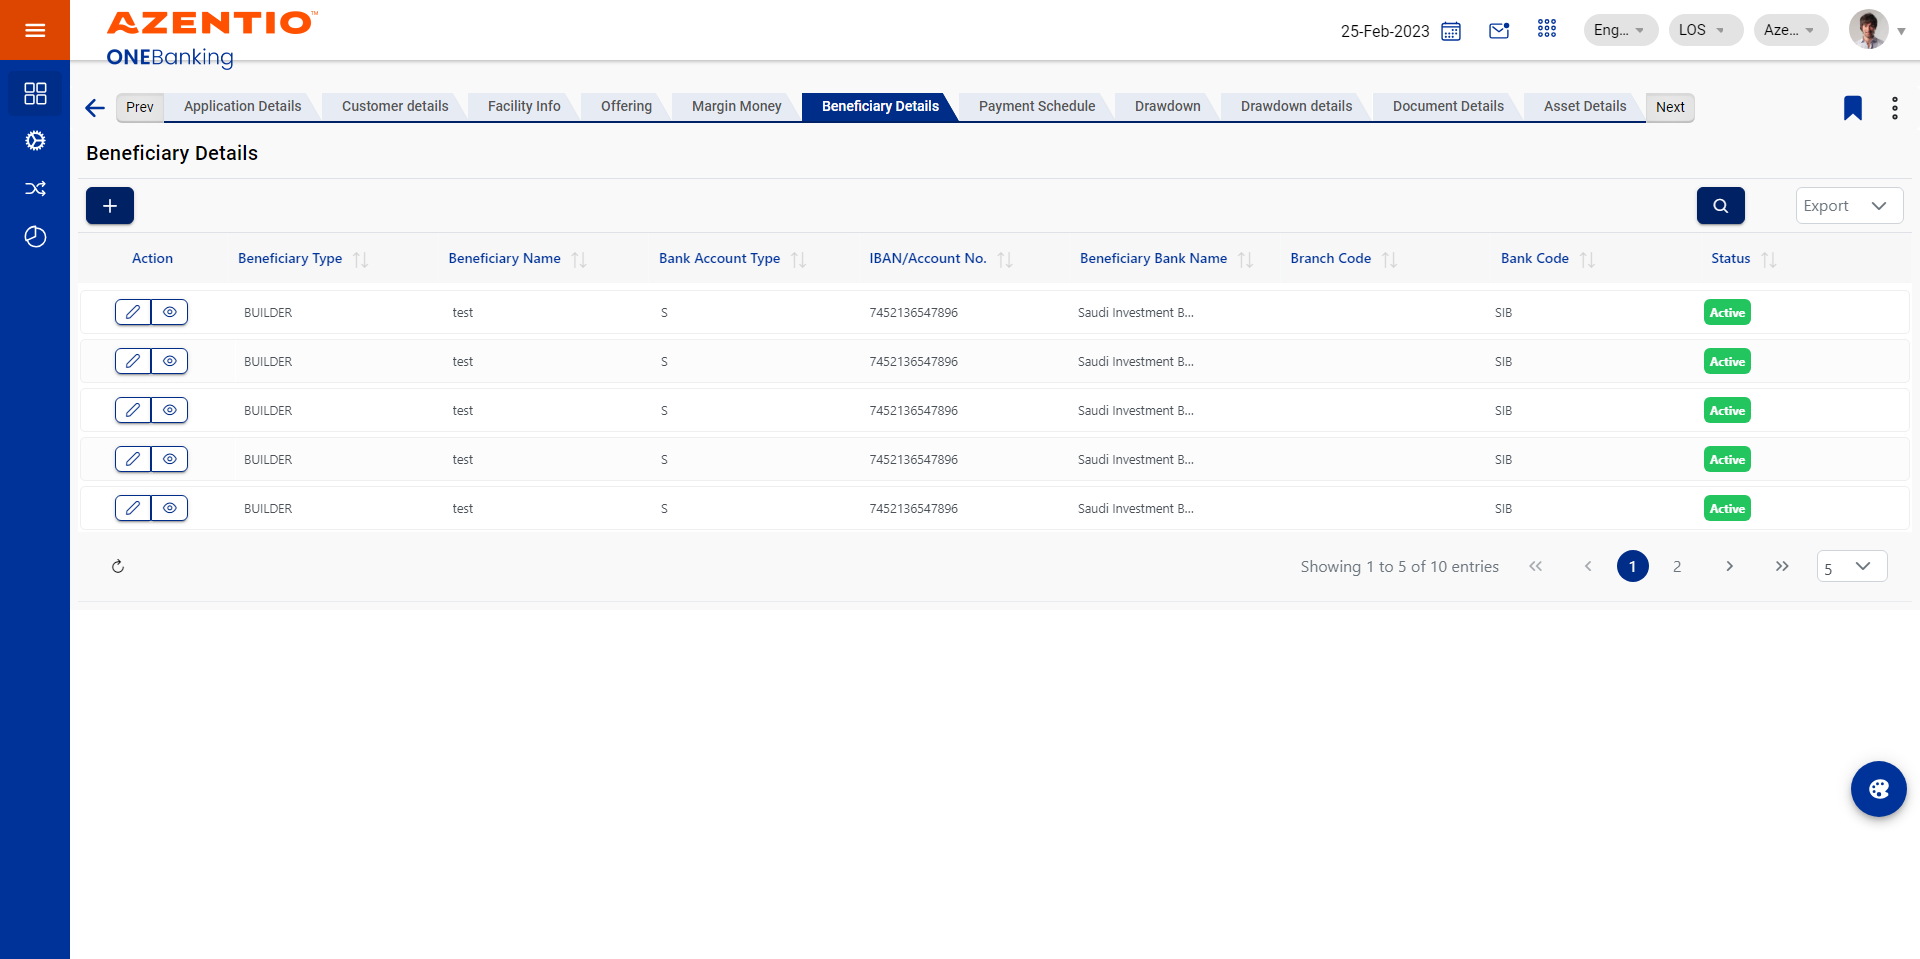 AZENTIO™
ONEBanking
25-Feb-2023
Eng...
LOS
Aze...
Prev
Application Details
Customer details
Facility Info
Offering
Margin Money
Beneficiary Details
Payment Schedule
Drawdown
Drawdown details
Document Details
Asset Details
Next
Beneficiary Details
Export
Action Beneficiary Type Beneficiary Name Bank Account Type IBAN/Account No. Beneficiary Bank Name Branch Code Bank Code Status
BUILDER test S 7452136547896 Saudi Investment B... SIB Active
BUILDER test S 7452136547896 Saudi Investment B... SIB Active
BUILDER test S 7452136547896 Saudi Investment B... SIB Active
BUILDER test S 7452136547896 Saudi Investment B... SIB Active
BUILDER test S 7452136547896 Saudi Investment B... SIB Active
Showing 1 to 5 of 10 entries 1 2 5